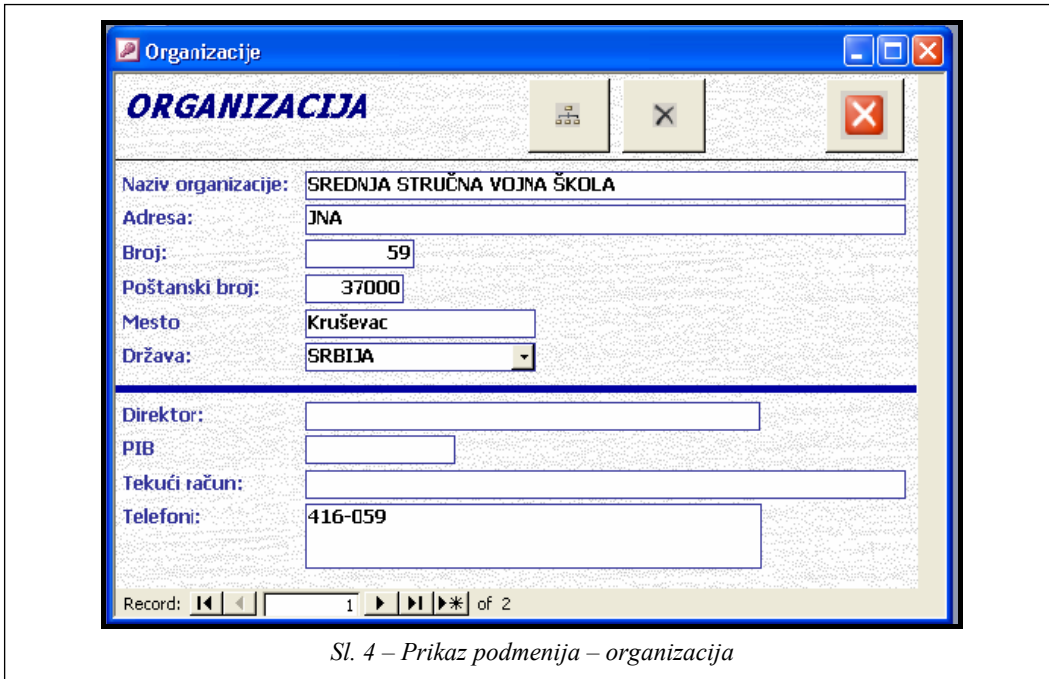 Organizacije
ORGANIZACIJA
Naziv organizacije: SREDNJA STRUČNA VOJNA ŠKOLA
Adresa: JNA
Broj: 59
Poštanski broj: 37000
Mesto Kruševac
Država: SRBIJA
Direktor:
PIB
Tekući račun:
Telefoni: 416-059
Record: 1 of 2
Sl. 4 – Prikaz podmenija – organizacija